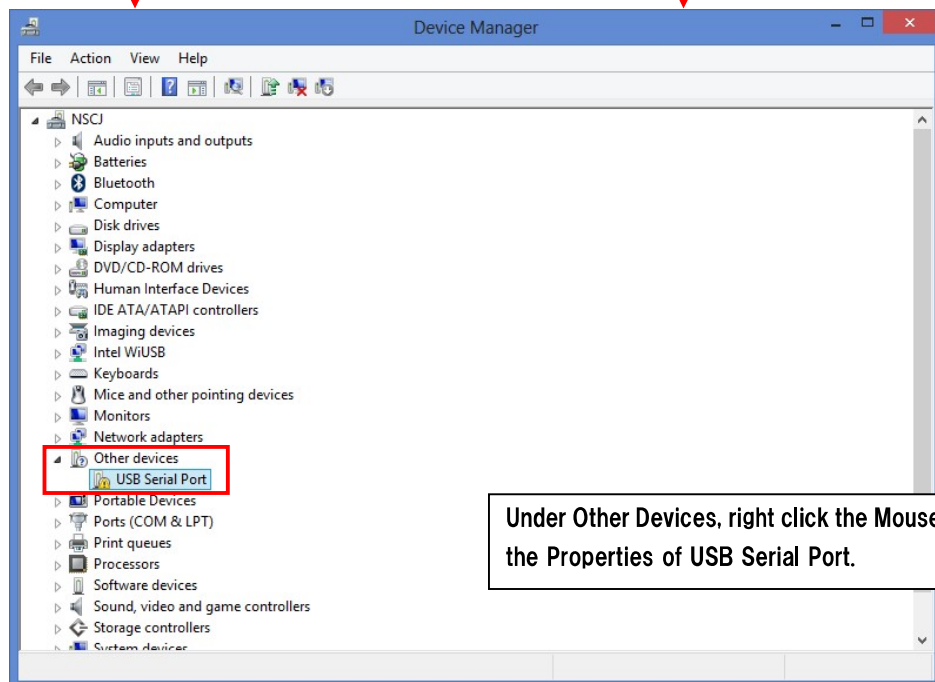 Device Manager
File Action View Help
NSCJ
Audio inputs and outputs
Batteries
Bluetooth
Computer
Disk drives
Display adapters
DVD/CD-ROM drives
Human Interface Devices
IDE ATA/ATAPI controllers
Imaging devices
Intel WiUSB
Keyboards
Mice and other pointing devices
Monitors
Network adapters
Other devices
USB Serial Port
Portable Devices
Ports (COM & LPT)
Print queues
Processors
Software devices
Sound, video and game controllers
Storage controllers
System devices
Under Other Devices, right click the Mouse
the Properties of USB Serial Port.